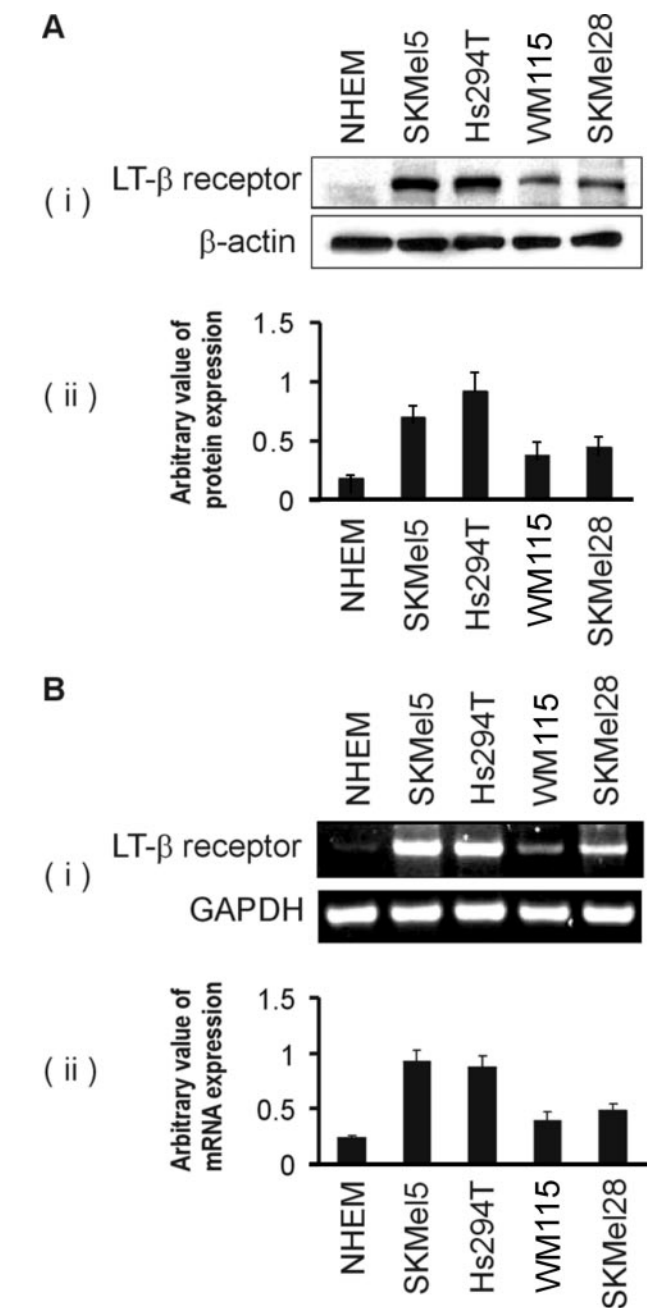 A
NHEM SKMel5 Hs294T WM115 SKMel28
( i )
LT-β receptor
β-actin
( ii )
Arbitrary value of
protein expression
1.5
1
0.5
0
NHEM SKMel5 Hs294T WM115 SKMel28
B
NHEM SKMel5 Hs294T WM115 SKMel28
( i )
LT-β receptor
GAPDH
( ii )
Arbitrary value of
mRNA expression
1.5
1
0.5
0
NHEM SKMel5 Hs294T WM115 SKMel28